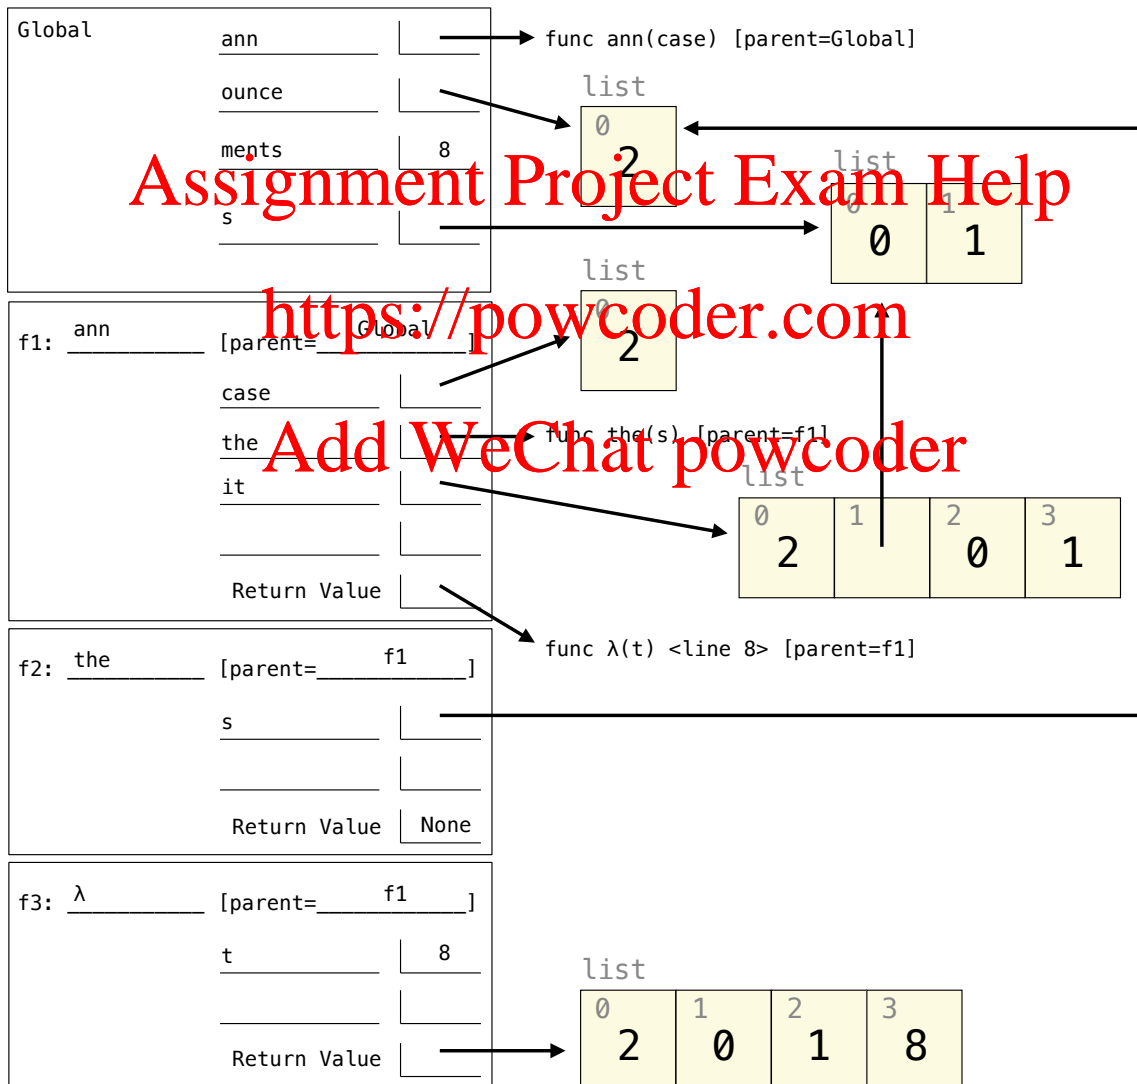 Global
ann
func ann(case) [parent=Global]
list
ounce
0
2
ments 8
list
Assignment Project Exam Help
s
0 1
0 1
list
https://powcoder.com
0
2
f1: ann [parent=Global]
case
the
func the(s) [parent=f1]
Add WeChat powcoder
list
it
0 1 2 3
2 0 1
Return Value
func λ(t) <line 8> [parent=f1]
f2: the [parent=f1]
s
Return Value None
f3: λ [parent=f1]
t 8
list
0 1 2 3
2 0 1 8
Return Value